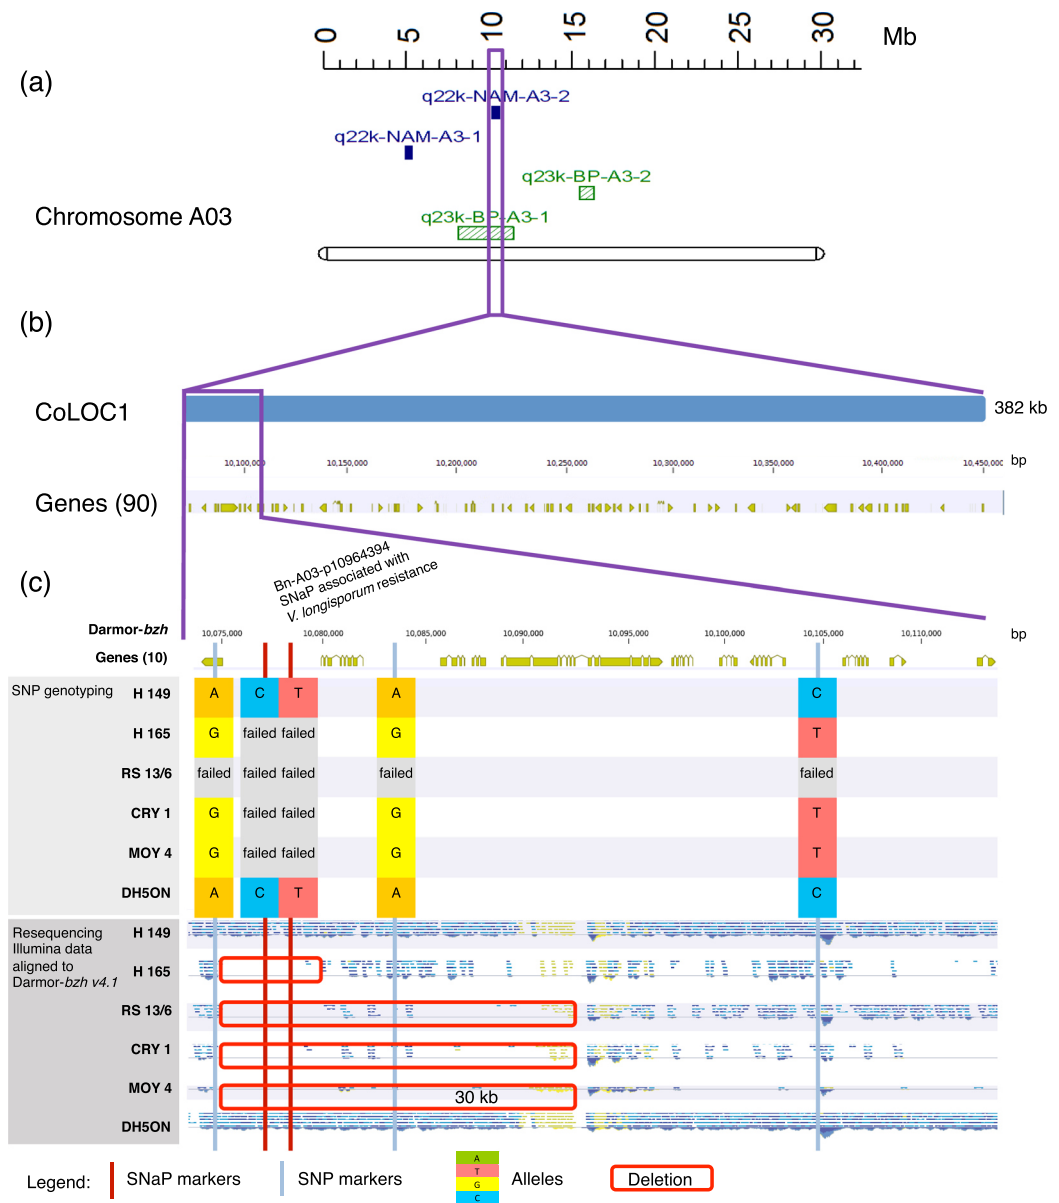 0 5 10 15 20 25 30 Mb
(a)
q22k-NAM-A3-2
q22k-NAM-A3-1
q23k-BP-A3-2
Chromosome A03
q23k-BP-A3-1
(b)
CoLOC1
382 kb
10,100,000 10,150,000 10,200,000 10,250,000 10,300,000 10,350,000 10,400,000 10,450,000 bp
Genes (90)
(c)
Bn-A03-p10964394
SNaP associated with
V. longisporum resistance
Darmor-bzh
10,075,000 10,080,000 10,085,000 10,090,000 10,095,000 10,100,000 10,105,000 10,110,000 bp
Genes (10)
SNP genotyping
H 149 A C T A C
H 165 G failed failed G T
RS 13/6 failed failed failed failed failed
CRY 1 G failed failed G T
MOY 4 G failed failed G T
DH5ON A C T A C
Resequencing
Illumina data
aligned to
Darmor-bzh v4.1
H 149
H 165
RS 13/6
CRY 1
MOY 4
30 kb
DH5ON
Legend:
SNaP markers
SNP markers
A
T
G
C
Alleles
Deletion